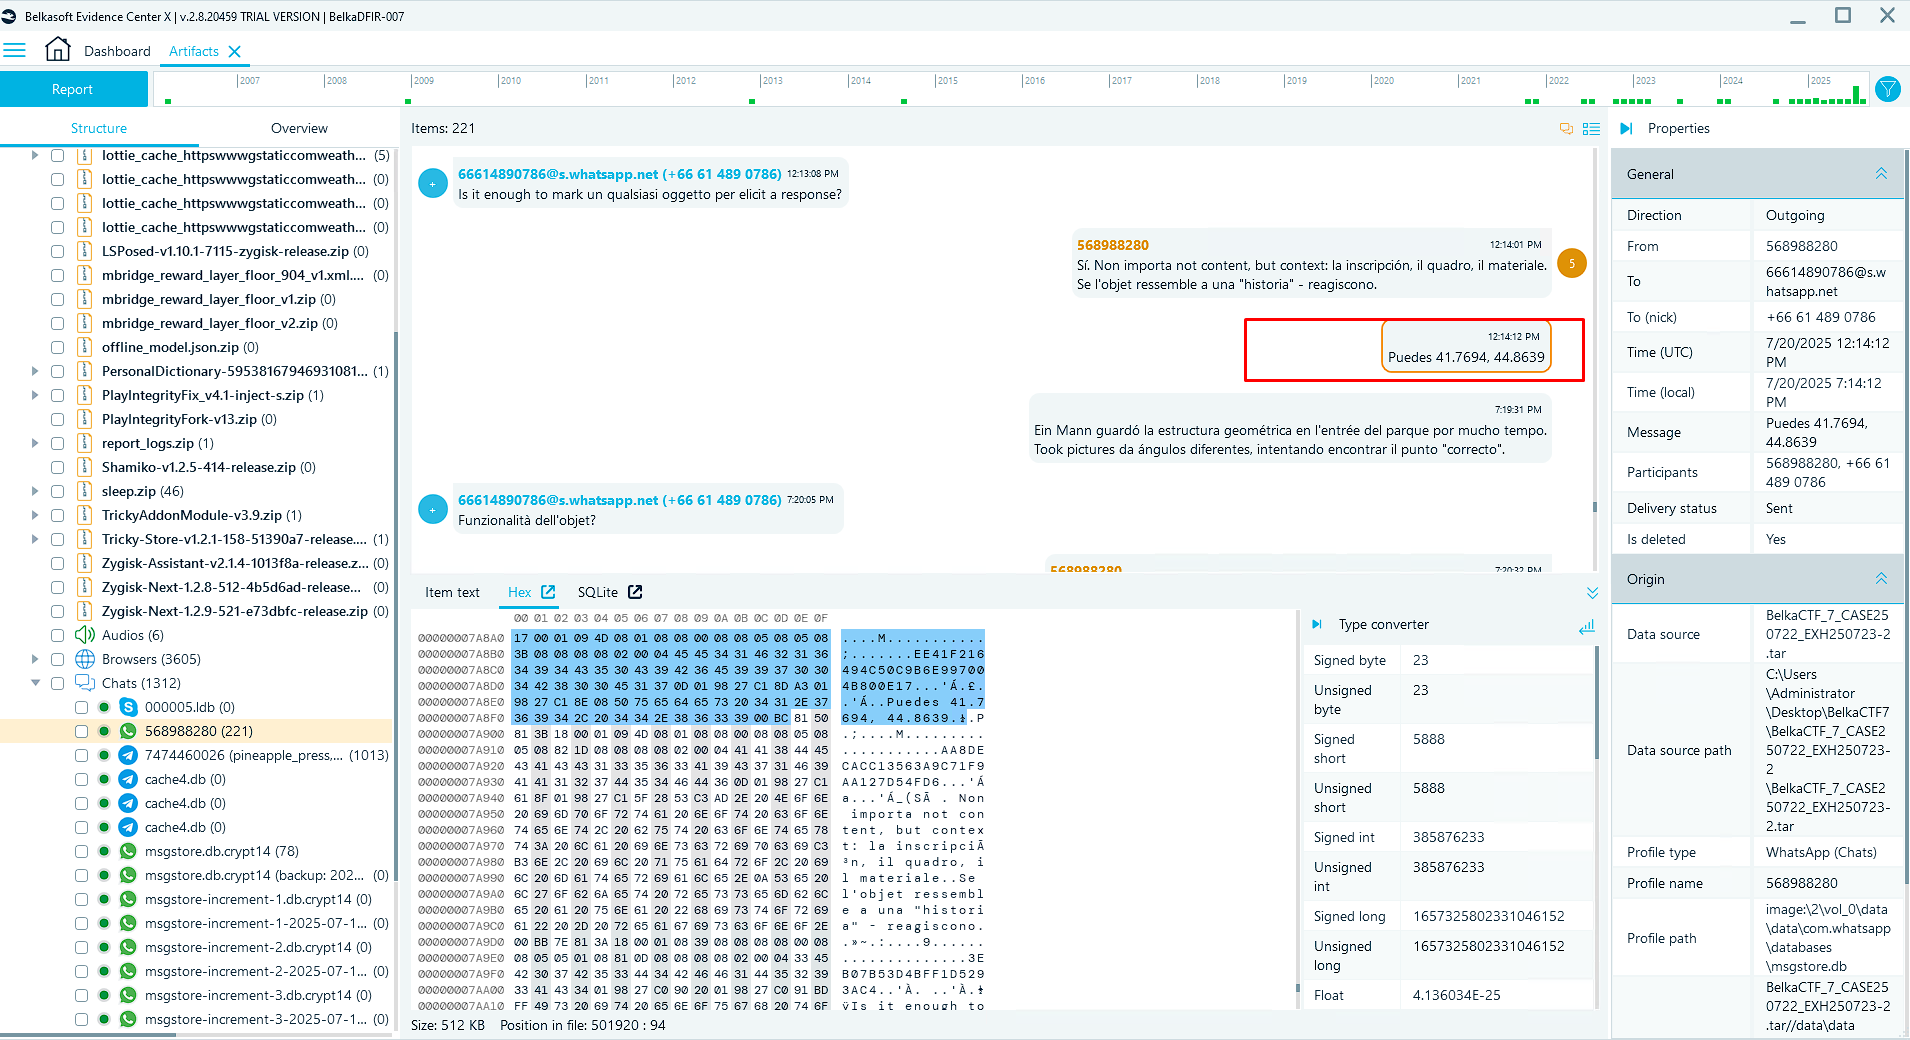 Belkasoft Evidence Center X | v.2.8.20459 TRIAL VERSION | BelkaDFIR-007
Dashboard
Artifacts
Report
2007 2008 2009 2010 2011 2012 2013 2014 2015 2016 2017 2018 2019 2020 2021 2022 2023 2024 2025
Structure
Overview
lottie_cache_httpswwwgstaticcomweath... (5)
lottie_cache_httpswwwgstaticcomweath... (0)
lottie_cache_httpswwwgstaticcomweath... (0)
lottie_cache_httpswwwgstaticcomweath... (0)
LSPosed-v1.10.1-7115-zygisk-release.zip (0)
mbridge_reward_layer_floor_904_v1.xml.... (0)
mbridge_reward_layer_floor_v1.zip (0)
mbridge_reward_layer_floor_v2.zip (0)
offline_model.json.zip (0)
PersonalDictionary-59538167946931081... (1)
PlayIntegrityFix_v4.1-inject-s.zip (1)
PlayIntegrityFork-v13.zip (0)
report_logs.zip (1)
Shamiko-v1.2.5-414-release.zip (0)
sleep.zip (46)
TrickyAddonModule-v3.9.zip (1)
Tricky-Store-v1.2.1-158-51390a7-release.... (1)
Zygisk-Assistant-v2.1.4-1013f8a-release.z... (0)
Zygisk-Next-1.2.8-512-4b5d6ad-release... (0)
Zygisk-Next-1.2.9-521-e73dbfc-release.zip (0)
Audios (6)
Browsers (3605)
Chats (1312)
000005.ldb (0)
568988280 (221)
7474460026 (pineapple_press,... (1013)
cache4.db (0)
cache4.db (0)
cache4.db (0)
msgstore.db.crypt14 (78)
msgstore.db.crypt14 (backup: 202... (0)
msgstore-increment-1.db.crypt14 (0)
msgstore-increment-1-2025-07-1... (0)
msgstore-increment-2.db.crypt14 (0)
msgstore-increment-2-2025-07-1... (0)
msgstore-increment-3.db.crypt14 (0)
msgstore-increment-3-2025-07-1... (0)
Items: 221
66614890786@s.whatsapp.net (+66 61 489 0786) 12:13:08 PM
Is it enough to mark un qualsiasi oggetto per elicit a response?
568988280 12:14:01 PM
Sí. Non importa not content, but context: la inscripción, il quadro, il materiale.
Se l'objet ressemble a una "historia" - reagiscono.
5
12:14:12 PM
Puedes 41.7694, 44.8639
7:19:31 PM
Ein Mann guardó la estructura geométrica en l'entrée del parque por mucho tempo.
Took pictures da ángulos diferentes, intentando encontrar il punto "correcto".
66614890786@s.whatsapp.net (+66 61 489 0786) 7:20:05 PM
Funzionalità dell'objet?
568988280 7:20:32 PM
Item text
Hex
SQLite
00 01 02 03 04 05 06 07 08 09 0A 0B 0C 0D 0E 0F
00000007A8A0 17 00 01 09 4D 08 01 08 08 00 08 08 05 08 05 08 ....M...........
00000007A8B0 3B 08 08 08 08 02 00 04 45 45 34 31 46 32 31 36 ;.......EE41F216
00000007A8C0 34 39 34 43 35 30 43 39 42 36 45 39 39 37 30 30 494C50C9B6E99700
00000007A8D0 34 42 38 30 30 45 31 37 0D 01 98 27 C1 8D A3 01 4B800E17...'Á.£.
00000007A8E0 98 27 C1 8E 08 50 75 65 64 65 73 20 34 31 2E 37 .'Á..Puedes 41.7
00000007A8F0 36 39 34 2C 20 34 34 2E 38 36 33 39 00 BC 81 50 694, 44.8639.¼.P
00000007A900 81 3B 18 00 01 09 4D 08 01 08 08 00 08 08 05 08 .;....M.........
00000007A910 05 08 82 1D 08 08 08 08 02 00 04 41 41 38 44 45 ...........AA8DE
00000007A920 43 41 43 43 31 33 35 36 33 41 39 43 37 31 46 39 CACC13563A9C71F9
00000007A930 41 41 31 32 37 44 35 34 46 44 36 0D 01 98 27 C1 AA127D54FD6...'Á
00000007A940 61 8F 01 98 27 C1 5F 28 53 C3 AD 2E 20 4E 6F 6E a...'Á_(SÃ­. Non
00000007A950 20 69 6D 70 6F 72 74 61 20 6E 6F 74 20 63 6F 6E  importa not con
00000007A960 74 65 6E 74 2C 20 62 75 74 20 63 6F 6E 74 65 78 tent, but contex
00000007A970 74 3A 20 6C 61 20 69 6E 73 63 72 69 70 63 69 C3 t: la inscripciÃ
00000007A980 B3 6E 2C 20 69 6C 20 71 75 61 64 72 6F 2C 20 69 ³n, il quadro, i
00000007A990 6C 20 6D 61 74 65 72 69 61 6C 65 2E 0A 53 65 20 l materiale..Se
00000007A9A0 6C 27 6F 62 6A 65 74 20 72 65 73 73 65 6D 62 6C l'objet ressembl
00000007A9B0 65 20 61 20 75 6E 61 20 22 68 69 73 74 6F 72 69 e a una "histori
00000007A9C0 61 22 20 2D 20 72 65 61 67 69 73 63 6F 6E 6F 2E a" - reagiscono.
00000007A9D0 00 BB 7E 81 3A 18 00 01 08 39 08 08 08 08 00 08 .»~.:....9......
00000007A9E0 08 05 05 01 08 81 0D 08 08 08 08 02 00 04 33 45 ..............3E
00000007A9F0 42 30 37 42 35 33 44 34 42 46 46 31 44 35 32 39 B07B53D4BFF1D529
00000007AA00 33 41 43 34 01 98 27 C0 90 20 01 98 27 C0 91 BD 3AC4..'À. ..'À.½
00000007AA10 FF 49 73 20 69 74 20 65 6E 6F 75 67 68 20 74 6F ÿIs it enough to
Size: 512 KB Position in file: 501920 : 94
Type converter
Signed byte 23
Unsigned byte 23
Signed short 5888
Unsigned short 5888
Signed int 385876233
Unsigned int 385876233
Signed long 1657325802331046152
Unsigned long 1657325802331046152
Float 4.136034E-25
Properties
General
Direction Outgoing
From 568988280
To 66614890786@s.w
hatsapp.net
To (nick) +66 61 489 0786
Time (UTC) 7/20/2025 12:14:12
PM
Time (local) 7/20/2025 7:14:12
PM
Message Puedes 41.7694,
44.8639
Participants 568988280, +66 61
489 0786
Delivery status Sent
Is deleted Yes
Origin
Data source BelkaCTF_7_CASE250
722_EXH250723-2
.tar
Data source path C:\Users
\Administrator
\Desktop\BelkaCTF7
\BelkaCTF_7_CASE2
50722_EXH250723-
2
\BelkaCTF_7_CASE2
50722_EXH250723-
2.tar
Profile type WhatsApp (Chats)
Profile name 568988280
Profile path image:\2\vol_0\data
\data\com.whatsapp
\databases
\msgstore.db
BelkaCTF_7_CASE250
722_EXH250723-
2.tar//data\data